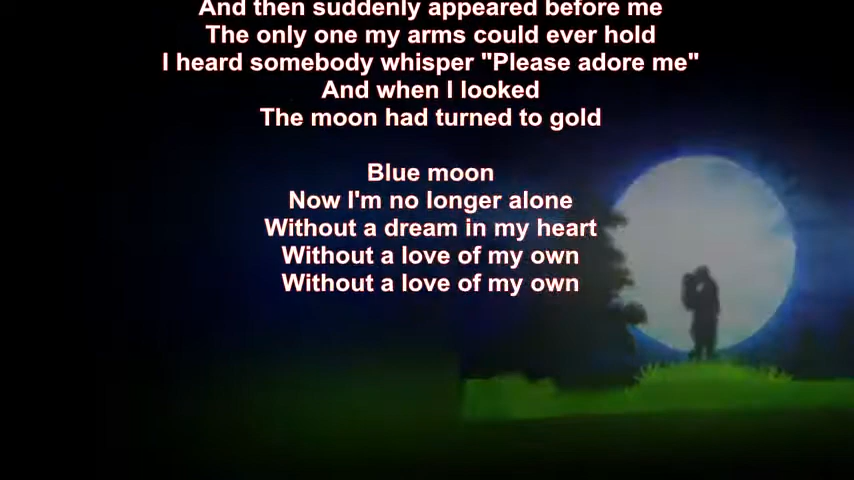 And then suddenly appeared before me
The only one my arms could ever hold
I heard somebody whisper "Please adore me"
And when I looked
The moon had turned to gold
Blue moon
Now I'm no longer alone
Without a dream in my heart
Without a love of my own
Without a love of my own